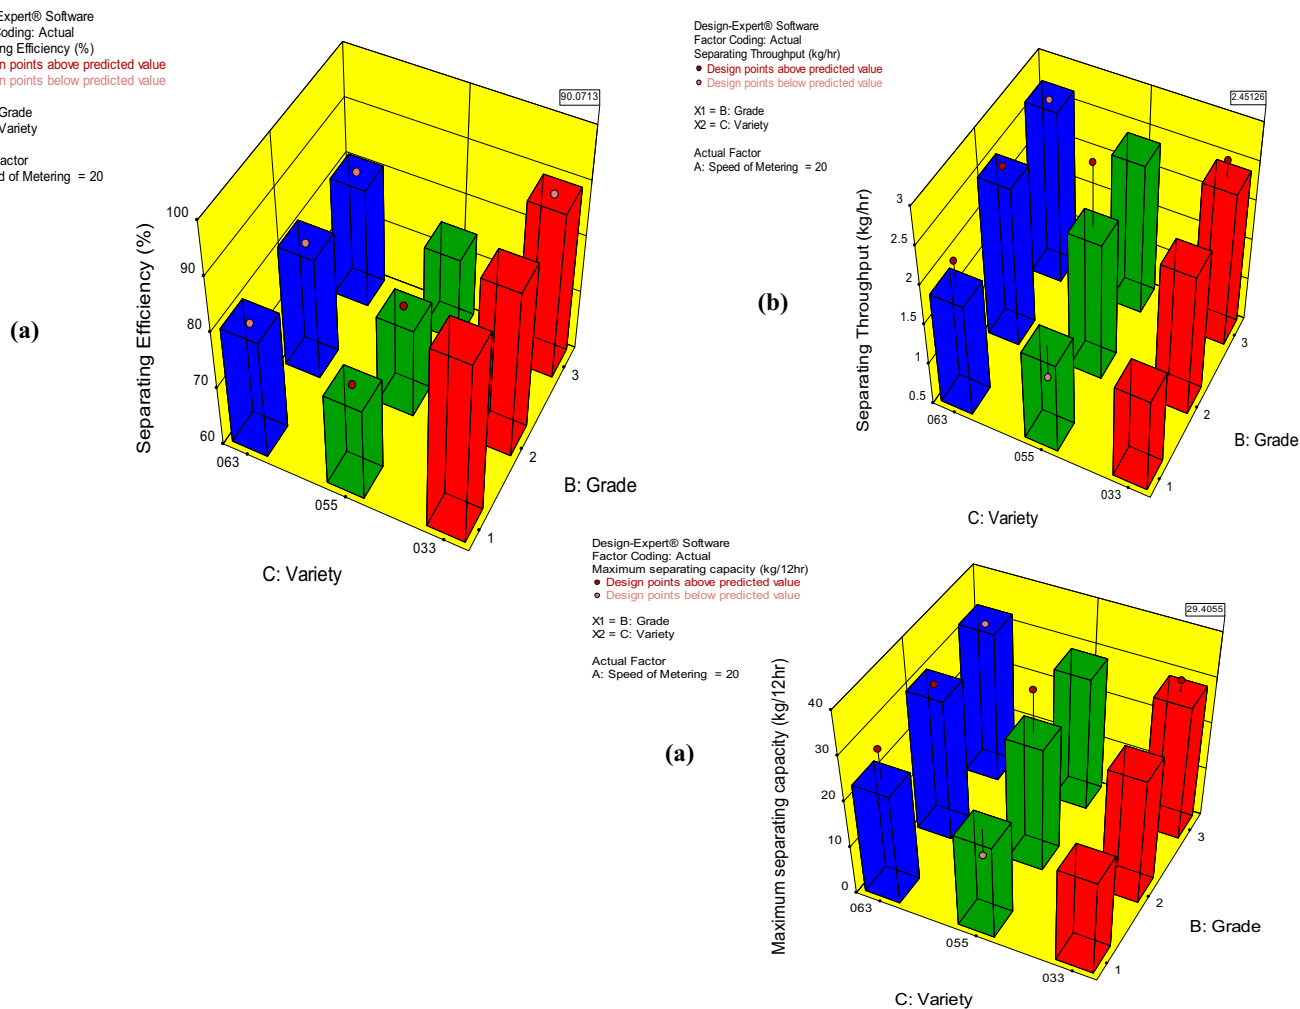 Expert® Software
Coding: Actual
ng Efficiency (%)
n points above predicted value
n points below predicted value
Grade
Variety
actor
d of Metering = 20
90.0713
100
90
80
70
60
Separating Efficiency (%)
(a)
063
055
033
1
2
3
B: Grade
C: Variety
Design-Expert® Software
Factor Coding: Actual
Separating Throughput (kg/hr)
Design points above predicted value
Design points below predicted value
X1 = B: Grade
X2 = C: Variety
Actual Factor
A: Speed of Metering = 20
2.45126
3
2.5
2
1.5
1
0.5
Separating Throughput (kg/hr)
(b)
063
055
033
1
2
3
B: Grade
C: Variety
Design-Expert® Software
Factor Coding: Actual
Maximum separating capacity (kg/12hr)
Design points above predicted value
Design points below predicted value
X1 = B: Grade
X2 = C: Variety
Actual Factor
A: Speed of Metering = 20
29.4055
40
30
20
10
0
Maximum separating capacity (kg/12hr)
(a)
063
055
033
1
2
3
B: Grade
C: Variety